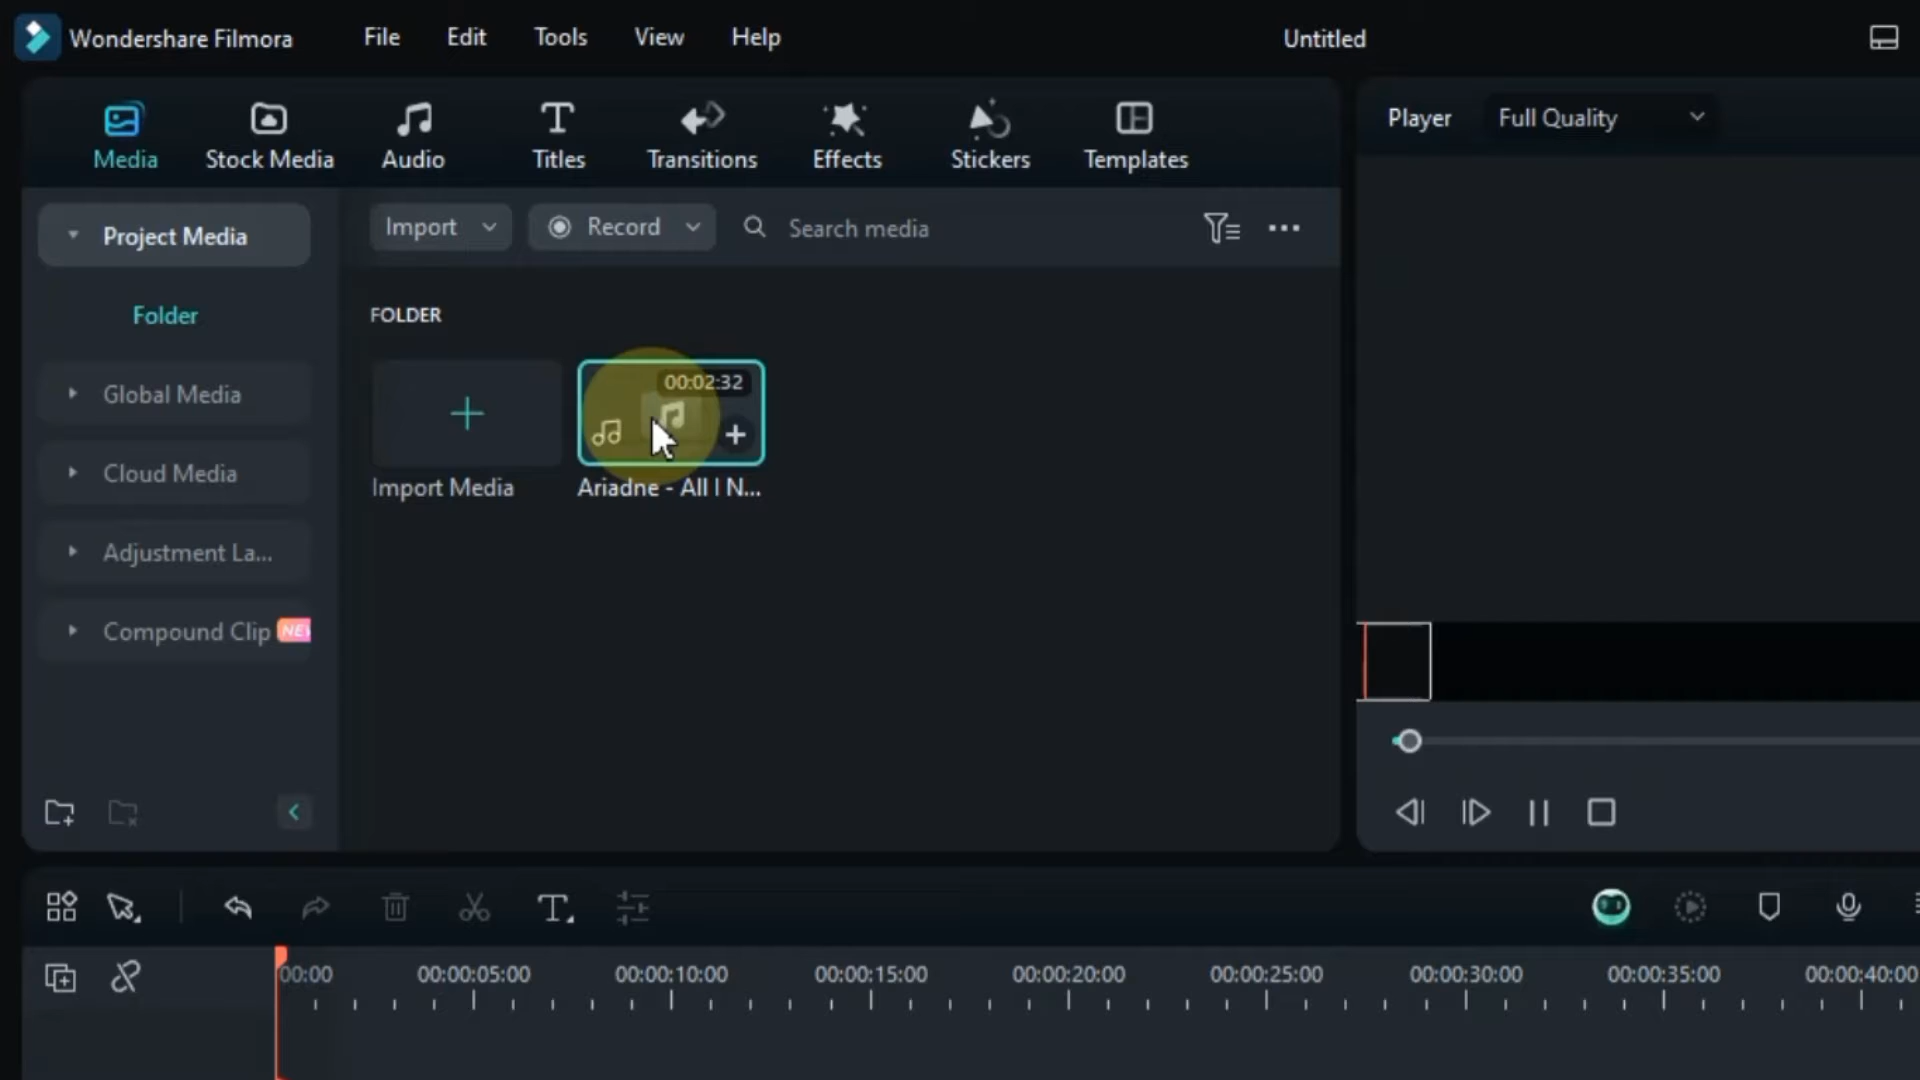 Wondershare Filmora File Edit Tools View Help Untitled
Media Stock Media Audio Titles Transitions Effects Stickers Templates
Player Full Quality
Project Media
Import Record Search media
Folder
FOLDER
Global Media
00:02:32
Cloud Media
Import Media Ariadne - All I N...
Adjustment La...
Compound Clip
00:00 00:00:05:00 00:00:10:00 00:00:15:00 00:00:20:00 00:00:25:00 00:00:30:00 00:00:35:00 00:00:40:00